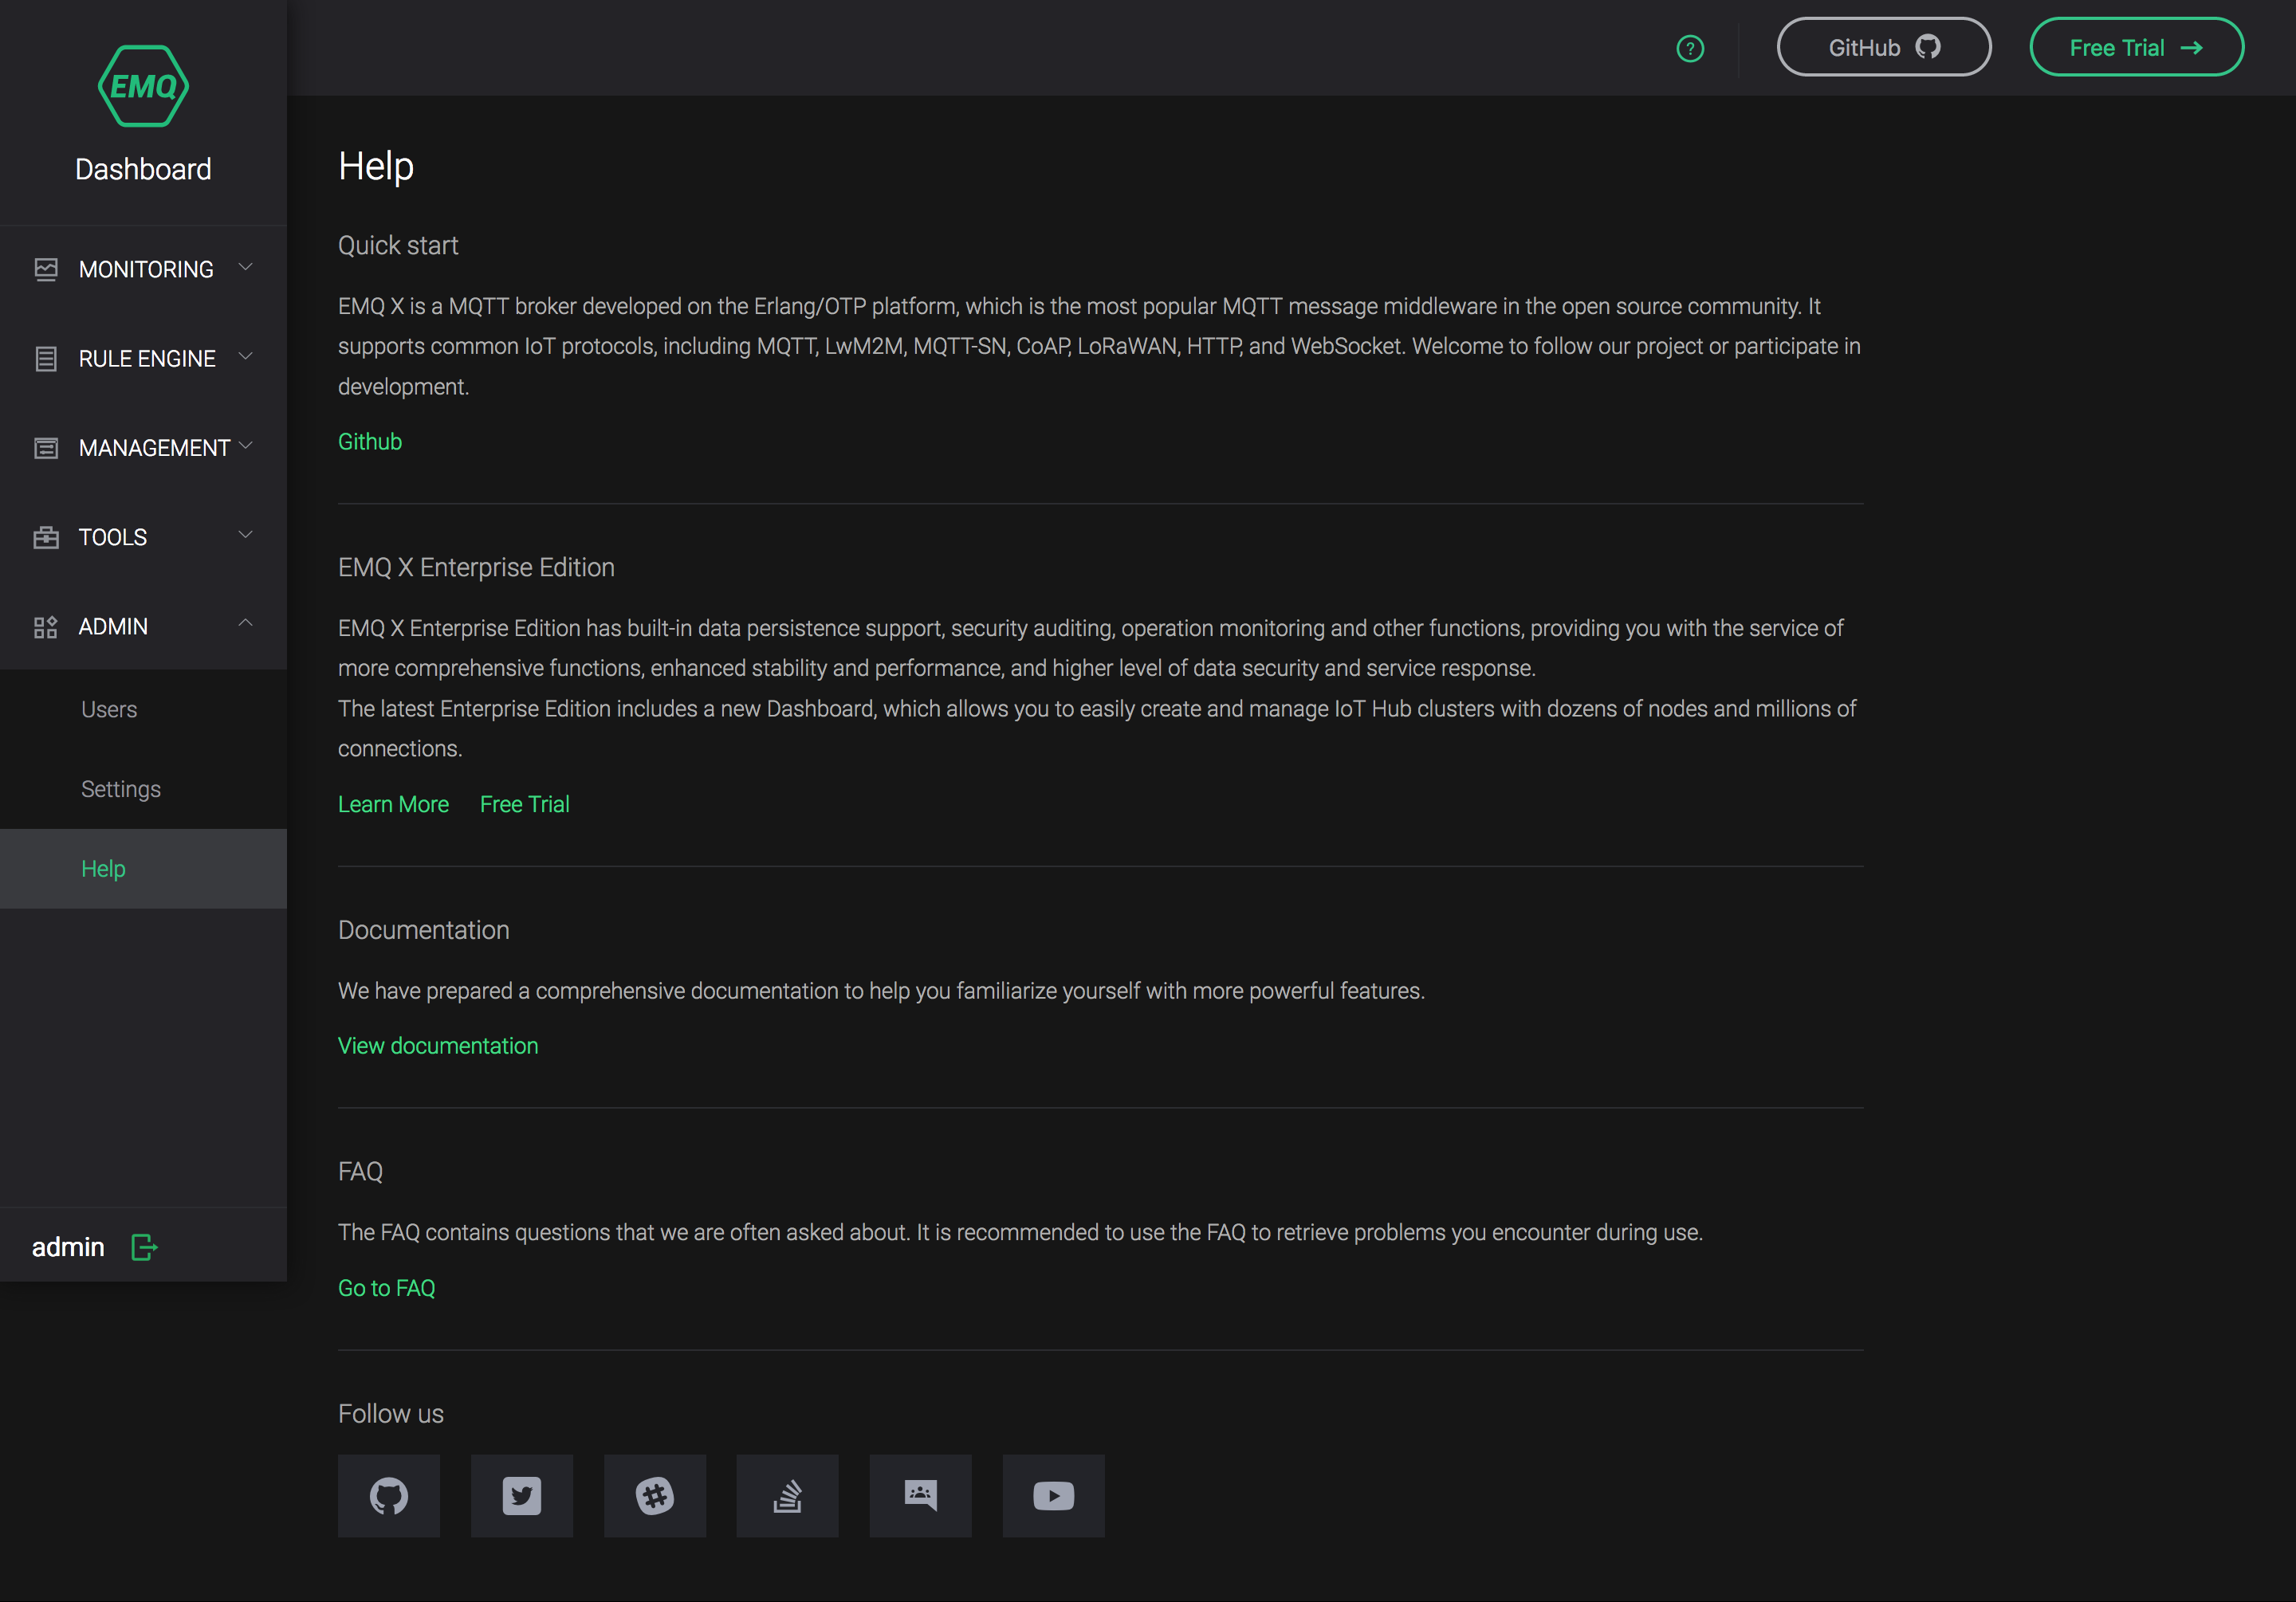 EMQ
Dashboard
MONITORING
RULE ENGINE
MANAGEMENT
TOOLS
ADMIN
Users
Settings
Help
admin
?
GitHub
Free Trial →
Help
Quick start
EMQ X is a MQTT broker developed on the Erlang/OTP platform, which is the most popular MQTT message middleware in the open source community. It
supports common IoT protocols, including MQTT, LwM2M, MQTT-SN, CoAP, LoRaWAN, HTTP, and WebSocket. Welcome to follow our project or participate in
development.
Github
EMQ X Enterprise Edition
EMQ X Enterprise Edition has built-in data persistence support, security auditing, operation monitoring and other functions, providing you with the service of
more comprehensive functions, enhanced stability and performance, and higher level of data security and service response.
The latest Enterprise Edition includes a new Dashboard, which allows you to easily create and manage IoT Hub clusters with dozens of nodes and millions of
connections.
Learn More Free Trial
Documentation
We have prepared a comprehensive documentation to help you familiarize yourself with more powerful features.
View documentation
FAQ
The FAQ contains questions that we are often asked about. It is recommended to use the FAQ to retrieve problems you encounter during use.
Go to FAQ
Follow us